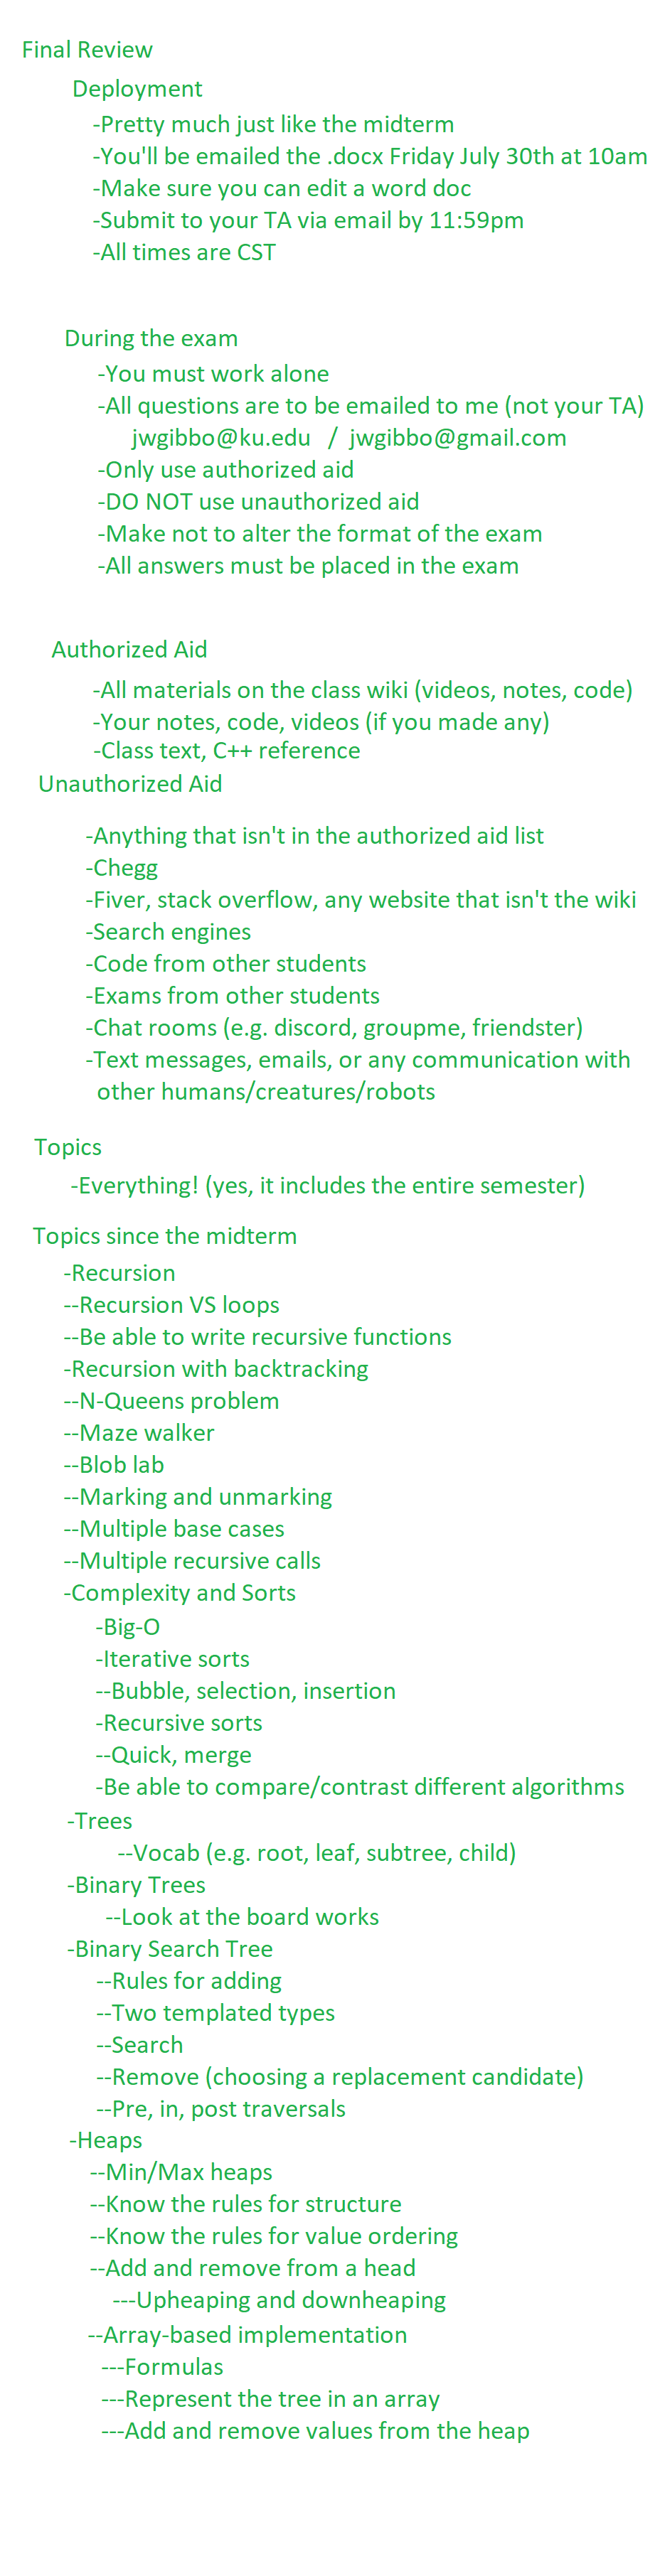 Final Review
Deployment
-Pretty much just like the midterm
-You'll be emailed the .docx Friday July 30th at 10am
-Make sure you can edit a word doc
-Submit to your TA via email by 11:59pm
-All times are CST
During the exam
-You must work alone
-All questions are to be emailed to me (not your TA)
jwgibbo@ku.edu / jwgibbo@gmail.com
-Only use authorized aid
-DO NOT use unauthorized aid
-Make not to alter the format of the exam
-All answers must be placed in the exam
Authorized Aid
-All materials on the class wiki (videos, notes, code)
-Your notes, code, videos (if you made any)
-Class text, C++ reference
Unauthorized Aid
-Anything that isn't in the authorized aid list
-Chegg
-Fiver, stack overflow, any website that isn't the wiki
-Search engines
-Code from other students
-Exams from other students
-Chat rooms (e.g. discord, groupme, friendster)
-Text messages, emails, or any communication with
other humans/creatures/robots
Topics
-Everything! (yes, it includes the entire semester)
Topics since the midterm
-Recursion
--Recursion VS loops
--Be able to write recursive functions
-Recursion with backtracking
--N-Queens problem
--Maze walker
--Blob lab
--Marking and unmarking
--Multiple base cases
--Multiple recursive calls
-Complexity and Sorts
-Big-O
-Iterative sorts
--Bubble, selection, insertion
-Recursive sorts
--Quick, merge
-Be able to compare/contrast different algorithms
-Trees
--Vocab (e.g. root, leaf, subtree, child)
-Binary Trees
--Look at the board works
-Binary Search Tree
--Rules for adding
--Two templated types
--Search
--Remove (choosing a replacement candidate)
--Pre, in, post traversals
-Heaps
--Min/Max heaps
--Know the rules for structure
--Know the rules for value ordering
--Add and remove from a head
---Upheaping and downheaping
--Array-based implementation
---Formulas
---Represent the tree in an array
---Add and remove values from the heap